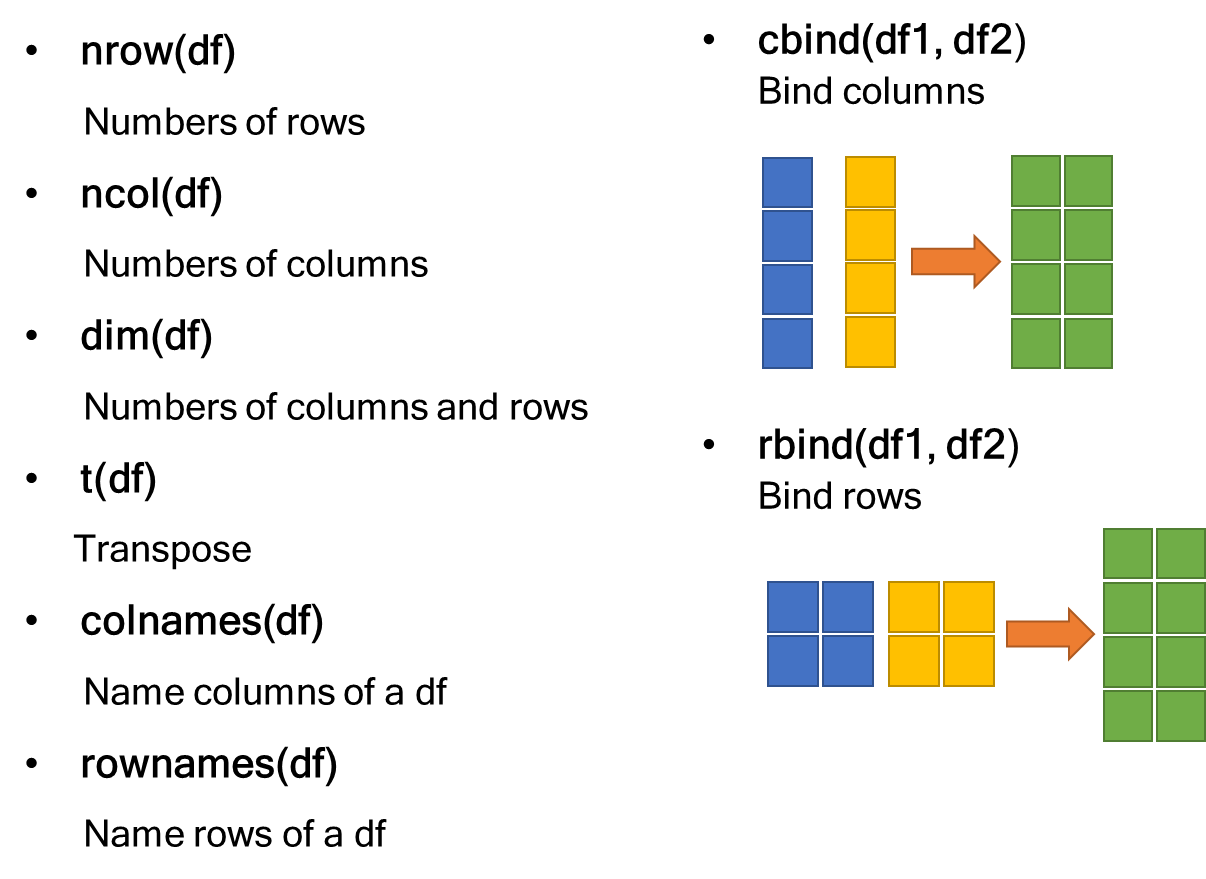 • nrow(df)
Numbers of rows
• ncol(df)
Numbers of columns
• dim(df)
Numbers of columns and rows
• t(df)
Transpose
• colnames(df)
Name columns of a df
• rownames(df)
Name rows of a df
• cbind(df1, df2)
Bind columns
• rbind(df1, df2)
Bind rows